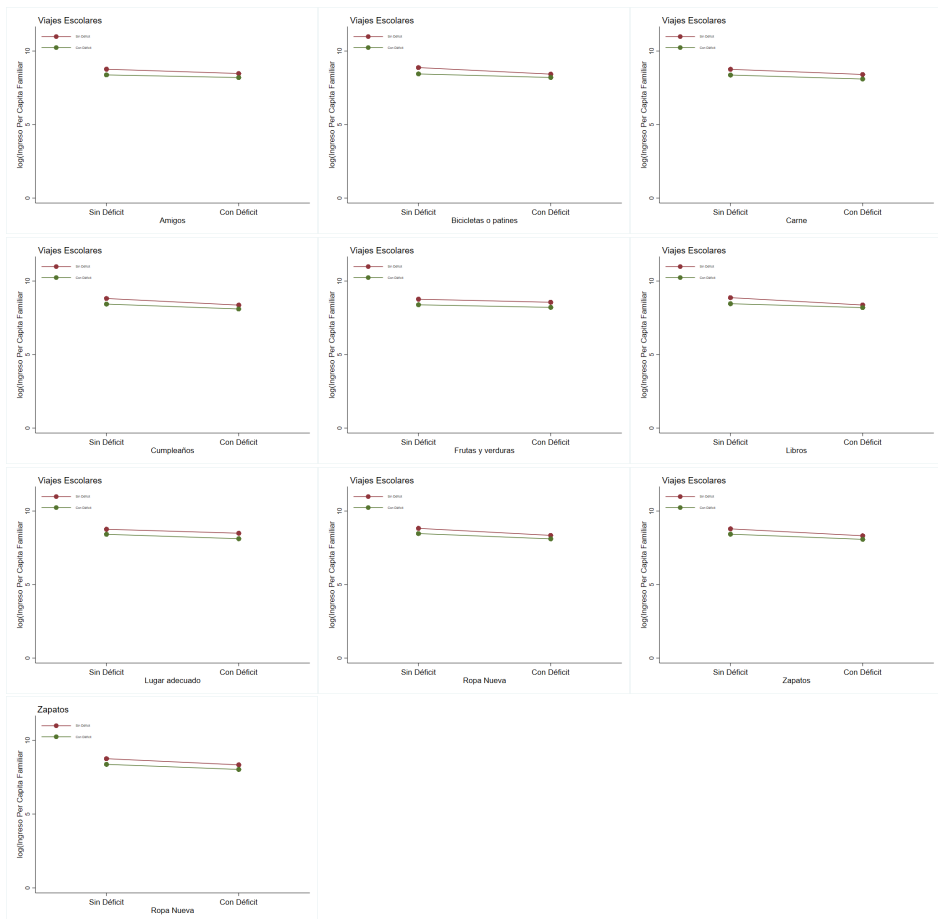 Viajes Escolares
Sin Déficit
Con Déficit
log(Ingreso Per Capita Familiar
10
5
0
Sin Déficit Con Déficit
Amigos
Viajes Escolares
Sin Déficit
Con Déficit
log(Ingreso Per Capita Familiar
10
5
0
Sin Déficit Con Déficit
Bicicletas o patines
Viajes Escolares
Sin Déficit
Con Déficit
log(Ingreso Per Capita Familiar
10
5
0
Sin Déficit Con Déficit
Carne
Viajes Escolares
Sin Déficit
Con Déficit
log(Ingreso Per Capita Familiar
10
5
0
Sin Déficit Con Déficit
Cumpleaños
Viajes Escolares
Sin Déficit
Con Déficit
log(Ingreso Per Capita Familiar
10
5
0
Sin Déficit Con Déficit
Frutas y verduras
Viajes Escolares
Sin Déficit
Con Déficit
log(Ingreso Per Capita Familiar
10
5
0
Sin Déficit Con Déficit
Libros
Viajes Escolares
Sin Déficit
Con Déficit
log(Ingreso Per Capita Familiar
10
5
0
Sin Déficit Con Déficit
Lugar adecuado
Viajes Escolares
Sin Déficit
Con Déficit
log(Ingreso Per Capita Familiar
10
5
0
Sin Déficit Con Déficit
Ropa Nueva
Viajes Escolares
Sin Déficit
Con Déficit
log(Ingreso Per Capita Familiar
10
5
0
Sin Déficit Con Déficit
Zapatos
Zapatos
Sin Déficit
Con Déficit
log(Ingreso Per Capita Familiar
10
5
0
Sin Déficit Con Déficit
Ropa Nueva